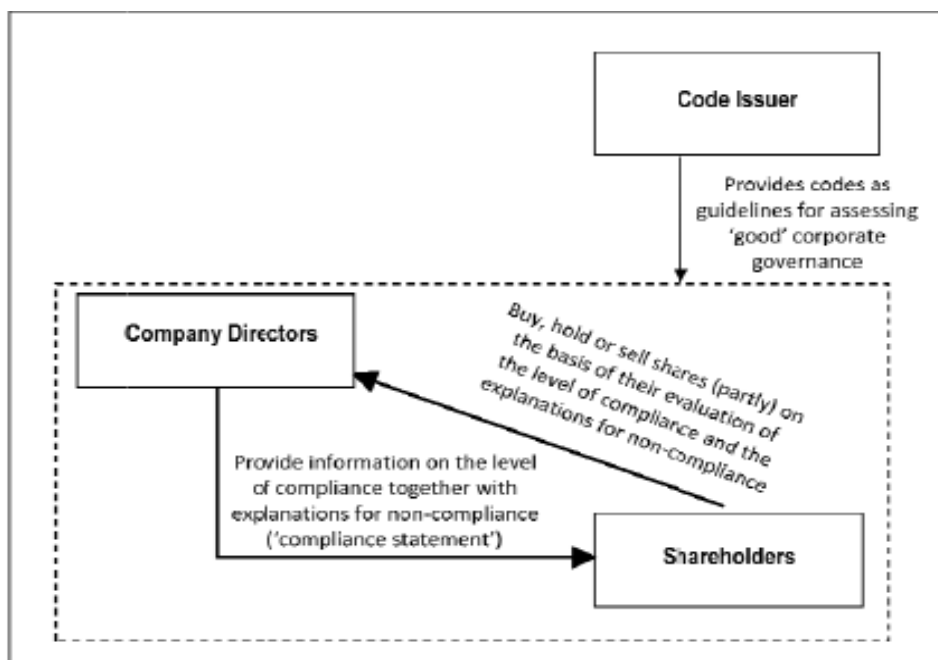 Code Issuer
Provides codes as
guidelines for assessing
‘good’ corporate
governance
Company Directors
Buy, hold or sell shares (partly) on
the basis of their evaluation of
the level of compliance and the
explanations for non-compliance
Provide information on the level
of compliance together with
explanations for non-compliance
(‘compliance statement’)
Shareholders